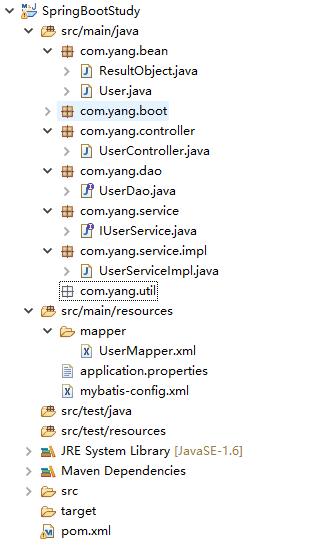 SpringBootStudy
src/main/java
com.yang.bean
ResultObject.java
User.java
com.yang.boot
com.yang.controller
UserController.java
com.yang.dao
UserDao.java
com.yang.service
IUserService.java
com.yang.service.impl
UserServiceImpl.java
com.yang.util
src/main/resources
mapper
UserMapper.xml
application.properties
mybatis-config.xml
src/test/java
src/test/resources
JRE System Library [JavaSE-1.6]
Maven Dependencies
src
target
pom.xml